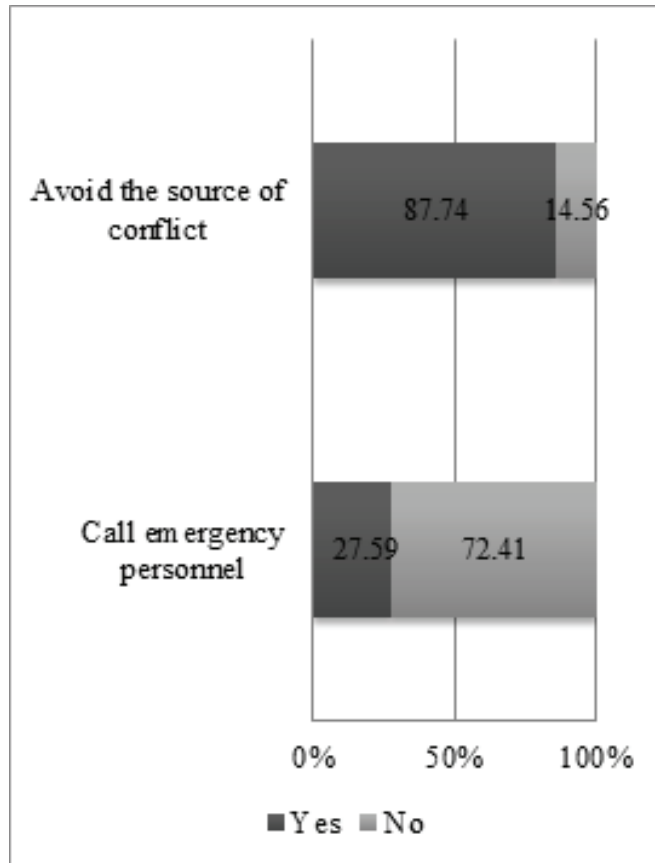 Avoid the source of
conflict
87.74
14.56
Call emergency
personnel
27.59
72.41
0%
50%
100%
Yes
No